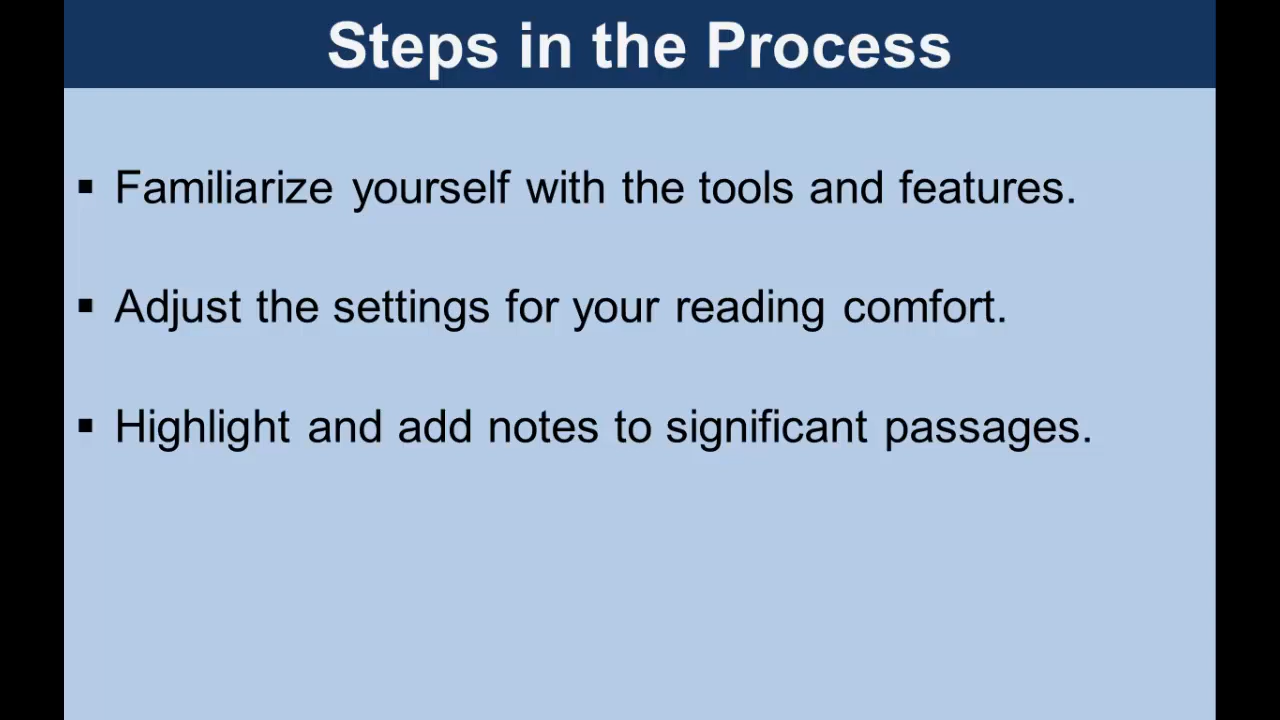 Steps in the Process
▪ Familiarize yourself with the tools and features.
▪ Adjust the settings for your reading comfort.
▪ Highlight and add notes to significant passages.